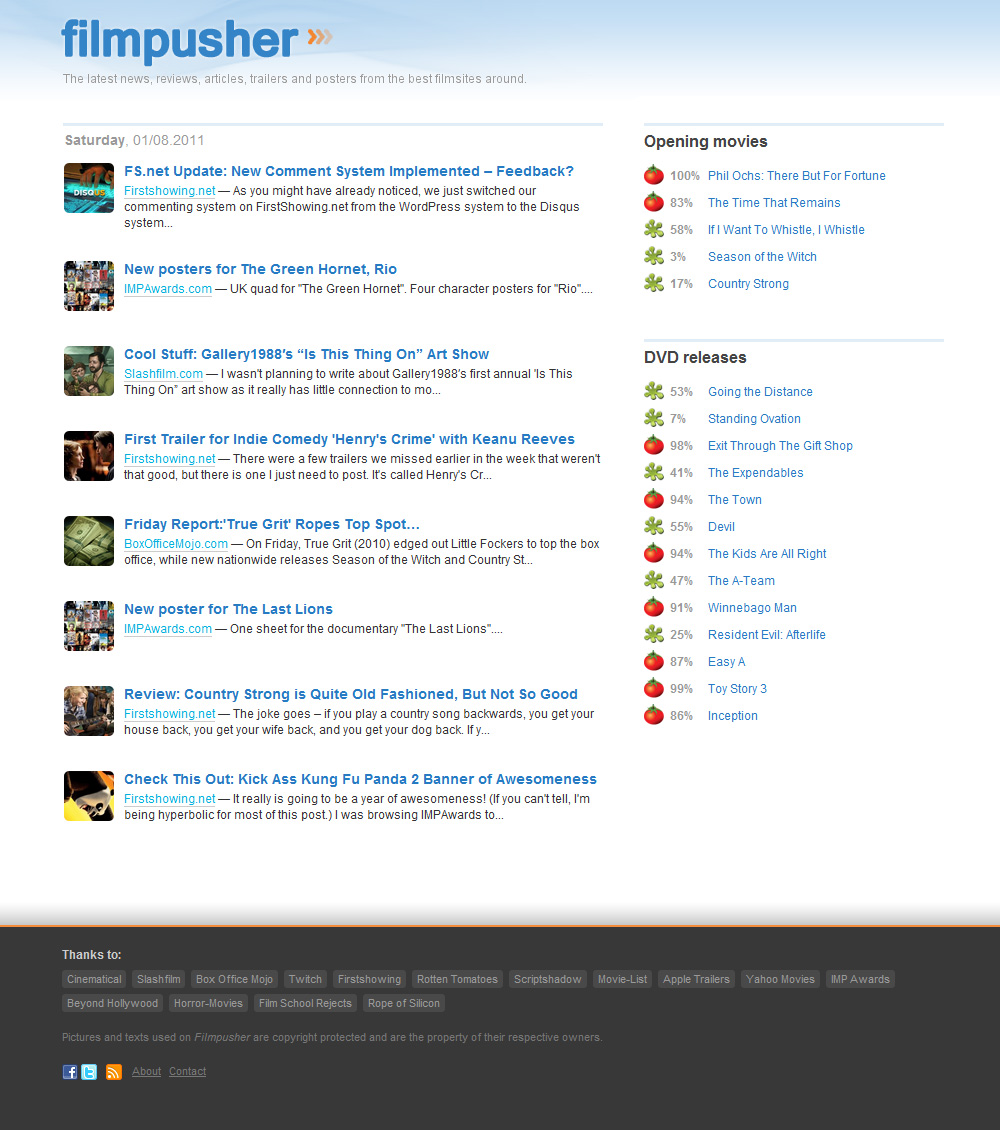 filmpusher
The latest news, reviews, articles, trailers and posters from the best filmsites around.
Saturday, 01/08.2011
DISQUS
FS.net Update: New Comment System Implemented – Feedback?
Firstshowing.net — As you might have already noticed, we just switched our
commenting system on FirstShowing.net from the WordPress system to the Disqus
system...
New posters for The Green Hornet, Rio
IMPAwards.com — UK quad for "The Green Hornet". Four character posters for "Rio"....
Cool Stuff: Gallery1988's “Is This Thing On” Art Show
Slashfilm.com — I wasn't planning to write about Gallery1988's first annual 'Is This
Thing On” art show as it really has little connection to mo...
First Trailer for Indie Comedy 'Henry's Crime' with Keanu Reeves
Firstshowing.net — There were a few trailers we missed earlier in the week that weren't
that good, but there is one I just need to post. It's called Henry's Cr...
Friday Report:'True Grit' Ropes Top Spot…
BoxOfficeMojo.com — On Friday, True Grit (2010) edged out Little Fockers to top the box
office, while new nationwide releases Season of the Witch and Country St...
New poster for The Last Lions
IMPAwards.com — One sheet for the documentary "The Last Lions"....
Review: Country Strong is Quite Old Fashioned, But Not So Good
Firstshowing.net — The joke goes – if you play a country song backwards, you get your
house back, you get your wife back, and you get your dog back. If y...
Check This Out: Kick Ass Kung Fu Panda 2 Banner of Awesomeness
Firstshowing.net — It really is going to be a year of awesomeness! (If you can't tell, I'm
being hyperbolic for most of this post.) I was browsing IMPAwards to...
Opening movies
100% Phil Ochs: There But For Fortune
83% The Time That Remains
58% If I Want To Whistle, I Whistle
3% Season of the Witch
17% Country Strong
DVD releases
53% Going the Distance
7% Standing Ovation
98% Exit Through The Gift Shop
41% The Expendables
94% The Town
55% Devil
94% The Kids Are All Right
47% The A-Team
91% Winnebago Man
25% Resident Evil: Afterlife
87% Easy A
99% Toy Story 3
86% Inception
Thanks to:
Cinematical Slashfilm Box Office Mojo Twitch Firstshowing Rotten Tomatoes Scriptshadow Movie-List Apple Trailers Yahoo Movies IMP Awards
Beyond Hollywood Horror-Movies Film School Rejects Rope of Silicon
Pictures and texts used on Filmpusher are copyright protected and are the property of their respective owners.
About Contact